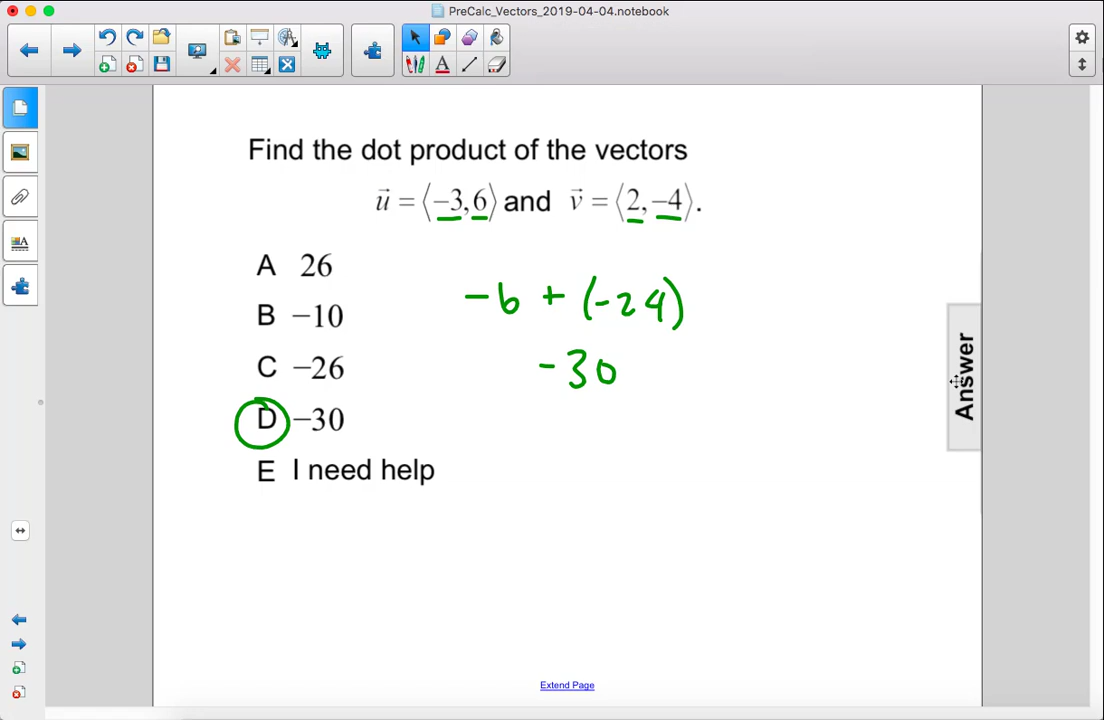 PreCalc_Vectors_2019-04-04.notebook
Find the dot product of the vectors
u⃗ = ⟨−3,6⟩ and v⃗ = ⟨2,−4⟩.
A 26
B −10
C −26
D −30
E I need help
-6 + (-24)
-30
Answer
Extend Page